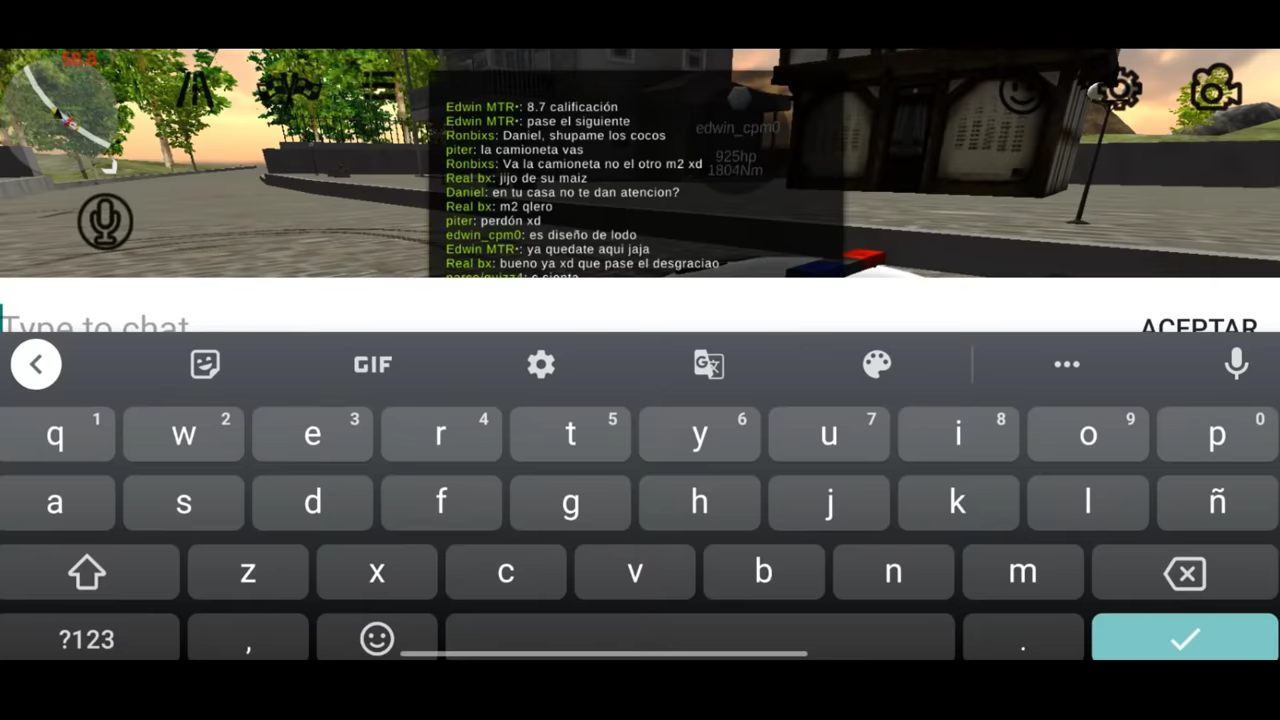 58.8
Edwin MTR•: 8.7 calificación
Edwin MTR•: pase el siguiente
Ronbixs: Daniel, shupame los cocos
piter: la camioneta vas
Ronbixs: Va la camioneta no el otro m2 xd
Real bx: jijo de su maiz
Daniel: en tu casa no te dan atencion?
Real bx: m2 qlero
piter: perdón xd
edwin_cpm0: es diseño de lodo
Edwin MTR•: ya quedate aqui jaja
Real bx: bueno ya xd que pase el desgraciao
edwin_cpm0
925hp
1804Nm
Type to chat
ACEPTAR
GIF
q 1 w 2 e 3 r 4 t 5 y 6 u 7 i 8 o 9 p 0
a s d f g h j k l ñ
z x c v b n m
?123 , .